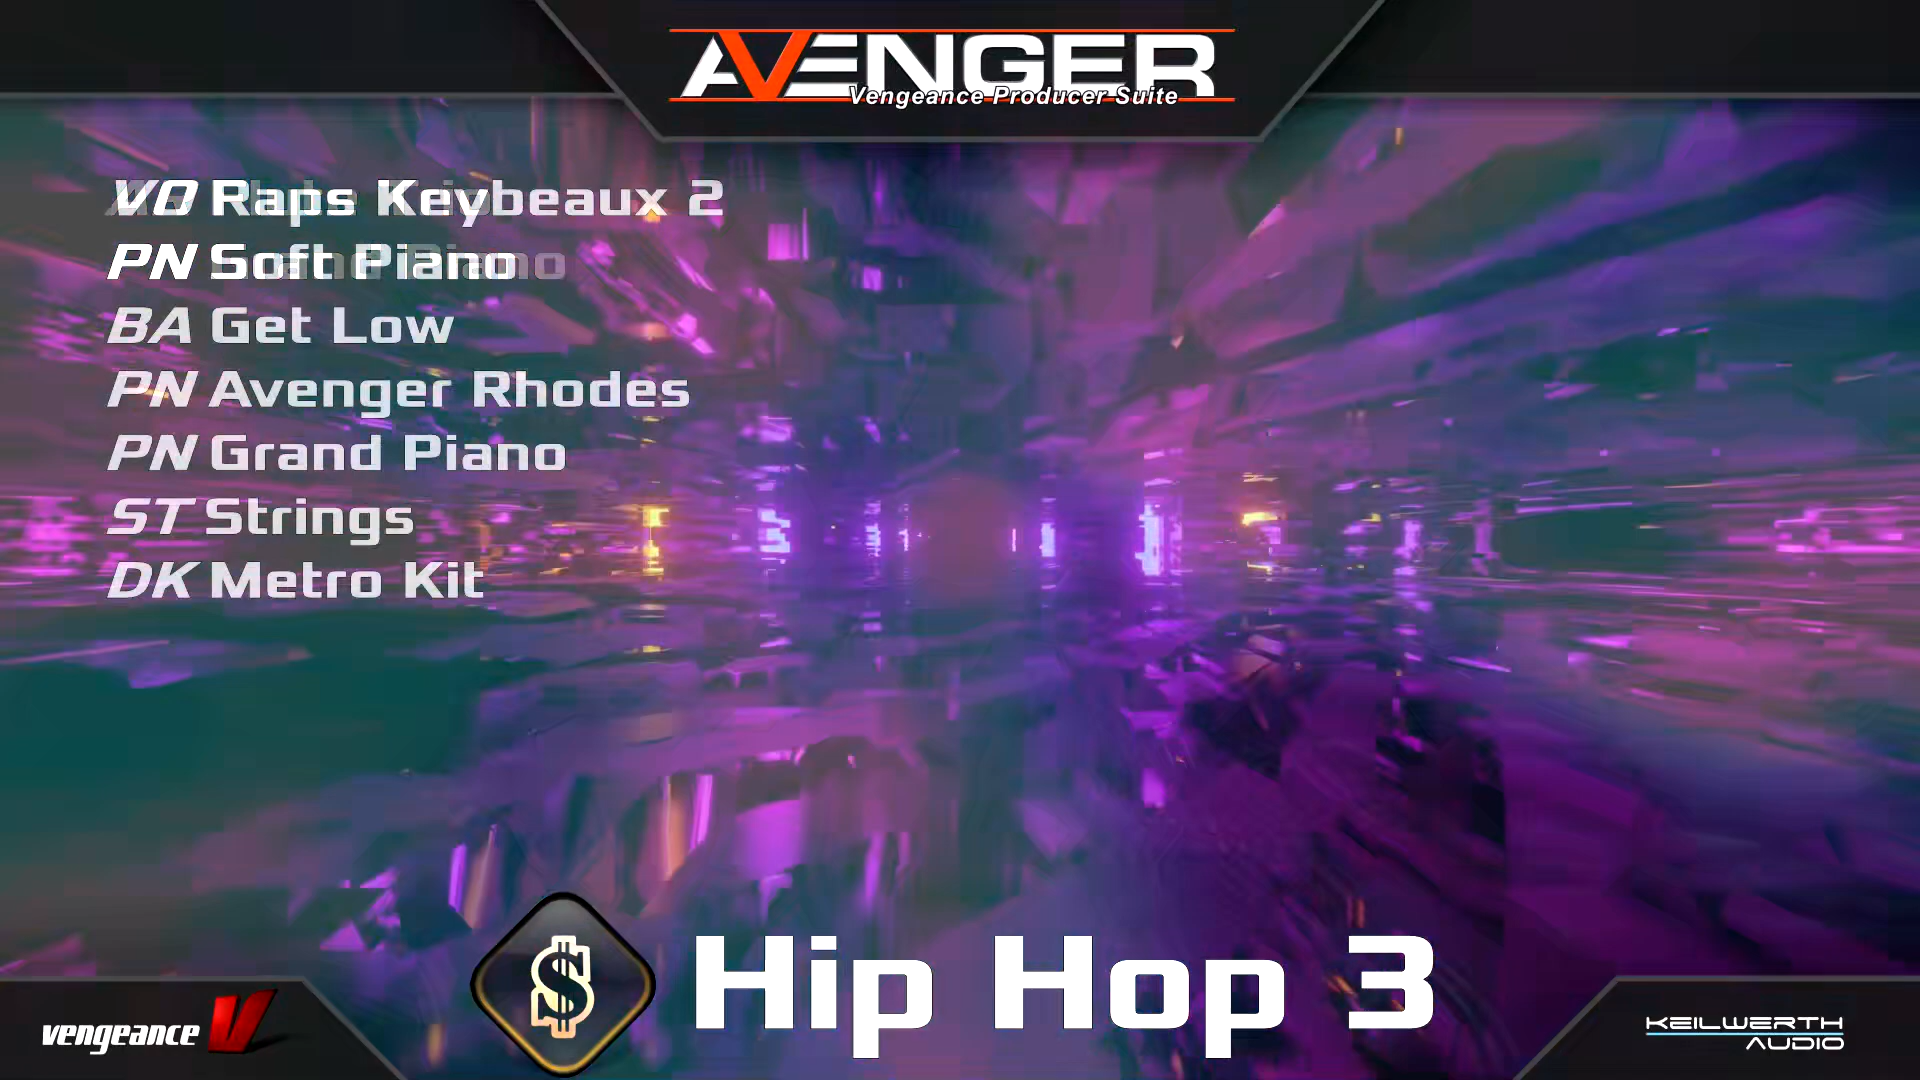 AVENGER
Vengeance Producer Suite
VO Raps Keybeaux 2
PN Soft Piano
BA Get Low
PN Avenger Rhodes
PN Grand Piano
ST Strings
DK Metro Kit
$ Hip Hop 3
vengeance V
KEILWERTH
AUDIO